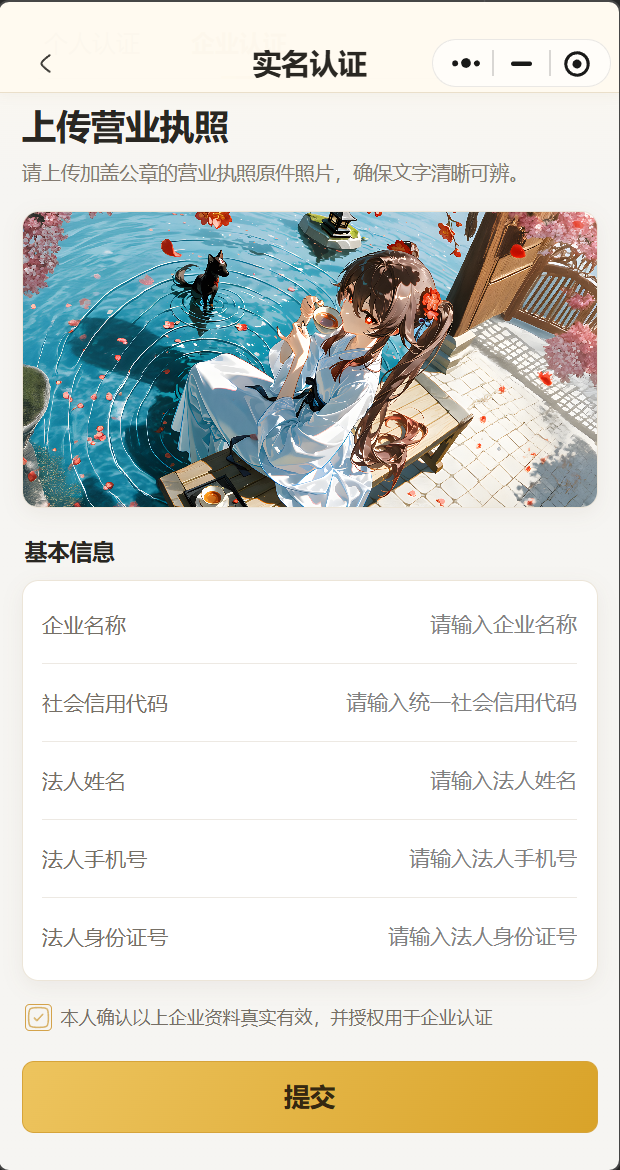 实名认证
上传营业执照
请上传加盖公章的营业执照原件照片，确保文字清晰可辨。
基本信息
企业名称 请输入企业名称
社会信用代码 请输入统一社会信用代码
法人姓名 请输入法人姓名
法人手机号 请输入法人手机号
法人身份证号 请输入法人身份证号
本人确认以上企业资料真实有效，并授权用于企业认证
提交